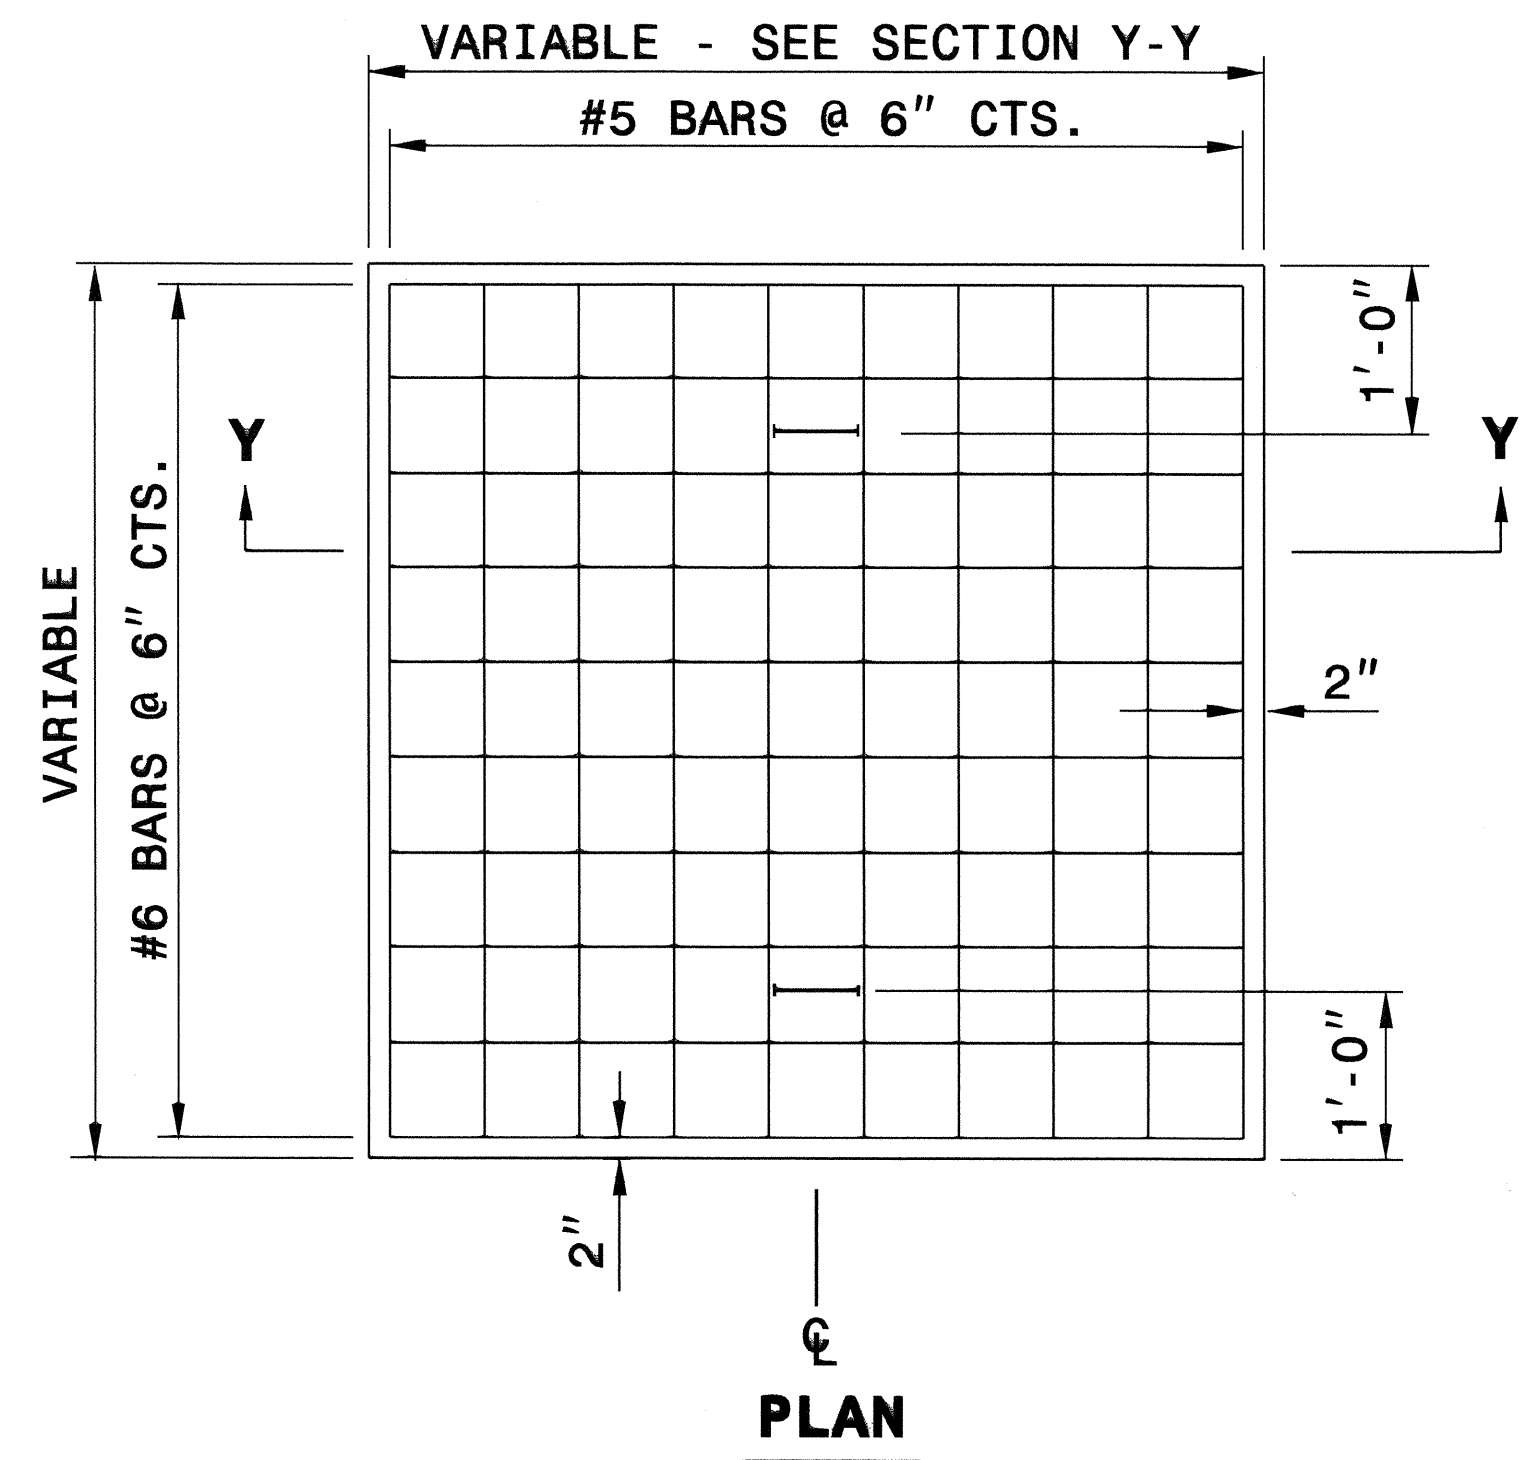 VARIABLE - SEE SECTION Y-Y
#5 BARS @ 6" CTS.
1'-0"
Y
Y
VARIABLE
#6 BARS @ 6" CTS.
2"
1'-0"
2"
℄
PLAN